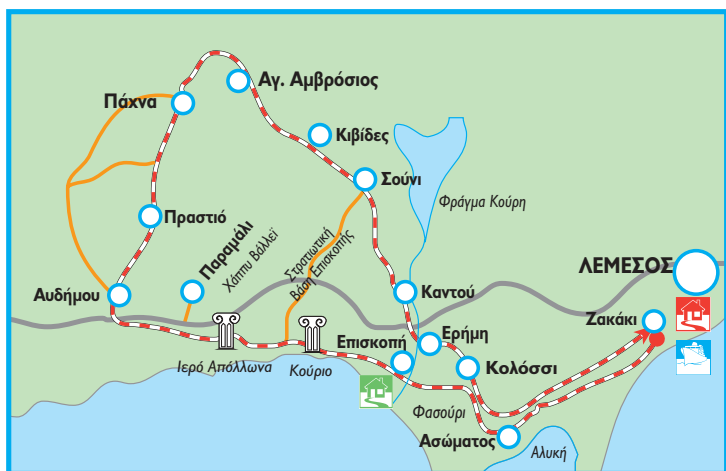 Αγ. Αμβρόσιος
Πάχνα
Κιβίδες
Σούνι
Φράγμα Κούρη
Πραστιό
Παραμάλι
Χάππυ Βάλλεϊ
Στρατιωτική
Βάση Επισκοπής
ΛΕΜΕΣΟΣ
Αυδήμου
Καντού
Ζακάκι
Ερήμη
Επισκοπή
Ιερό Απόλλωνα
Κούριο
Κολόσσι
Φασούρι
Ασώματος
Αλυκή